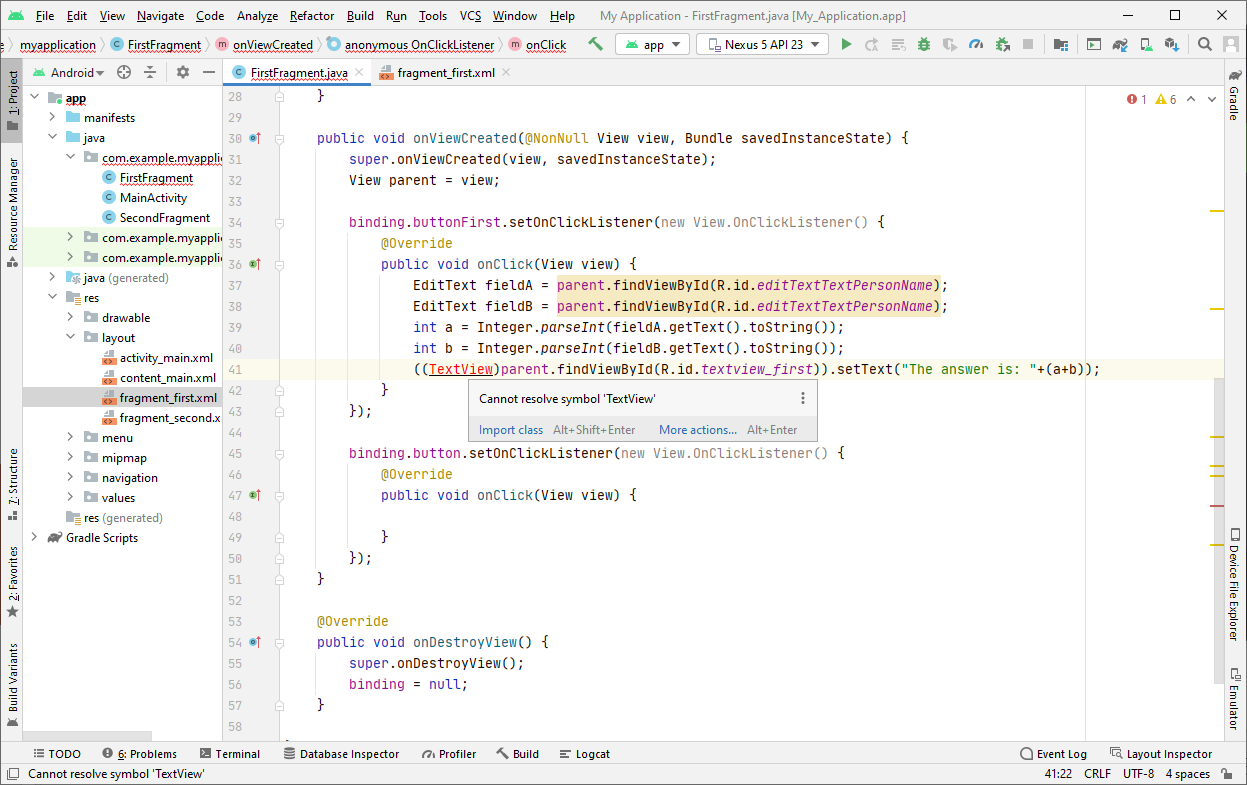 File Edit View Navigate Code Analyze Refactor Build Run Tools VCS Window Help My Application - FirstFragment.java [My_Application.app]
myapplication FirstFragment onViewCreated anonymous OnClickListener onClick app Nexus 5 API 23
Android FirstFragment.java fragment_first.xml
1: Project
Resource Manager
7: Structure
2: Favorites
Build Variants
app
manifests
java
com.example.myappli
FirstFragment
MainActivity
SecondFragment
com.example.myappli
com.example.myappli
java (generated)
res
drawable
layout
activity_main.xml
content_main.xml
fragment_first.xml
fragment_second.x
menu
mipmap
navigation
values
res (generated)
Gradle Scripts
1 6
28 }
29
30 public void onViewCreated(@NonNull View view, Bundle savedInstanceState) {
31 super.onViewCreated(view, savedInstanceState);
32 View parent = view;
33
34 binding.buttonFirst.setOnClickListener(new View.OnClickListener() {
35 @Override
36 public void onClick(View view) {
37 EditText fieldA = parent.findViewById(R.id.editTextTextPersonName);
38 EditText fieldB = parent.findViewById(R.id.editTextTextPersonName);
39 int a = Integer.parseInt(fieldA.getText().toString());
40 int b = Integer.parseInt(fieldB.getText().toString());
41 ((TextView)parent.findViewById(R.id.textview_first)).setText("The answer is: "+(a+b));
42 }
43 });
44
45 binding.button.setOnClickListener(new View.OnClickListener() {
46 @Override
47 public void onClick(View view) {
48
49 }
50 });
51 }
52
53 @Override
54 public void onDestroyView() {
55 super.onDestroyView();
56 binding = null;
57 }
58
Cannot resolve symbol 'TextView'
Import class Alt+Shift+Enter More actions... Alt+Enter
Gradle
Device File Explorer
Emulator
TODO 6: Problems Terminal Database Inspector Profiler Build Logcat Event Log Layout Inspector
Cannot resolve symbol 'TextView' 41:22 CRLF UTF-8 4 spaces